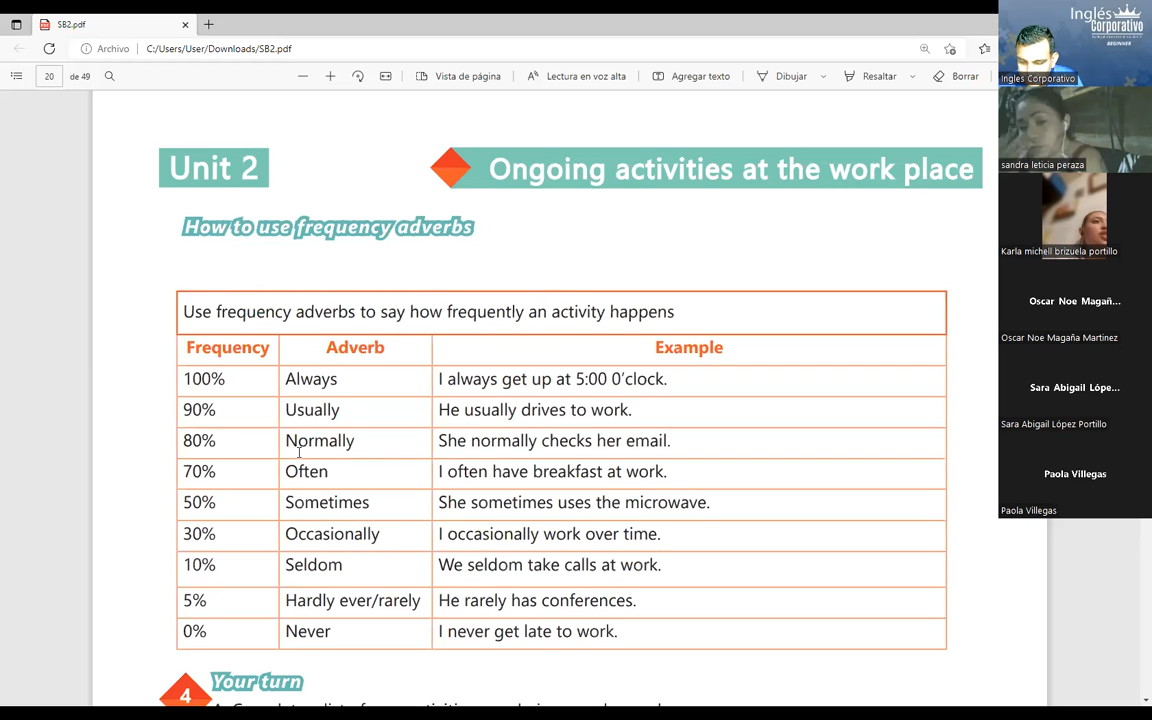 SB2.pdf
Archivo
C:/Users/User/Downloads/SB2.pdf
20
de 49
Vista de página
Lectura en voz alta
Agregar texto
Dibujar
Resaltar
Borrar
Unit 2
Ongoing activities at the work place
How to use frequency adverbs
Use frequency adverbs to say how frequently an activity happens
Frequency Adverb Example
100% Always I always get up at 5:00 0'clock.
90% Usually He usually drives to work.
80% Normally She normally checks her email.
70% Often I often have breakfast at work.
50% Sometimes She sometimes uses the microwave.
30% Occasionally I occasionally work over time.
10% Seldom We seldom take calls at work.
5% Hardly ever/rarely He rarely has conferences.
0% Never I never get late to work.
4
Your turn
Inglés
Corporativo
BEGINNER
Ingles Corporativo
sandra leticia peraza
Karla michell brizuela portillo
Oscar Noe Magañ...
Oscar Noe Magaña Martinez
Sara Abigail Lópe...
Sara Abigail López Portillo
Paola Villegas
Paola Villegas